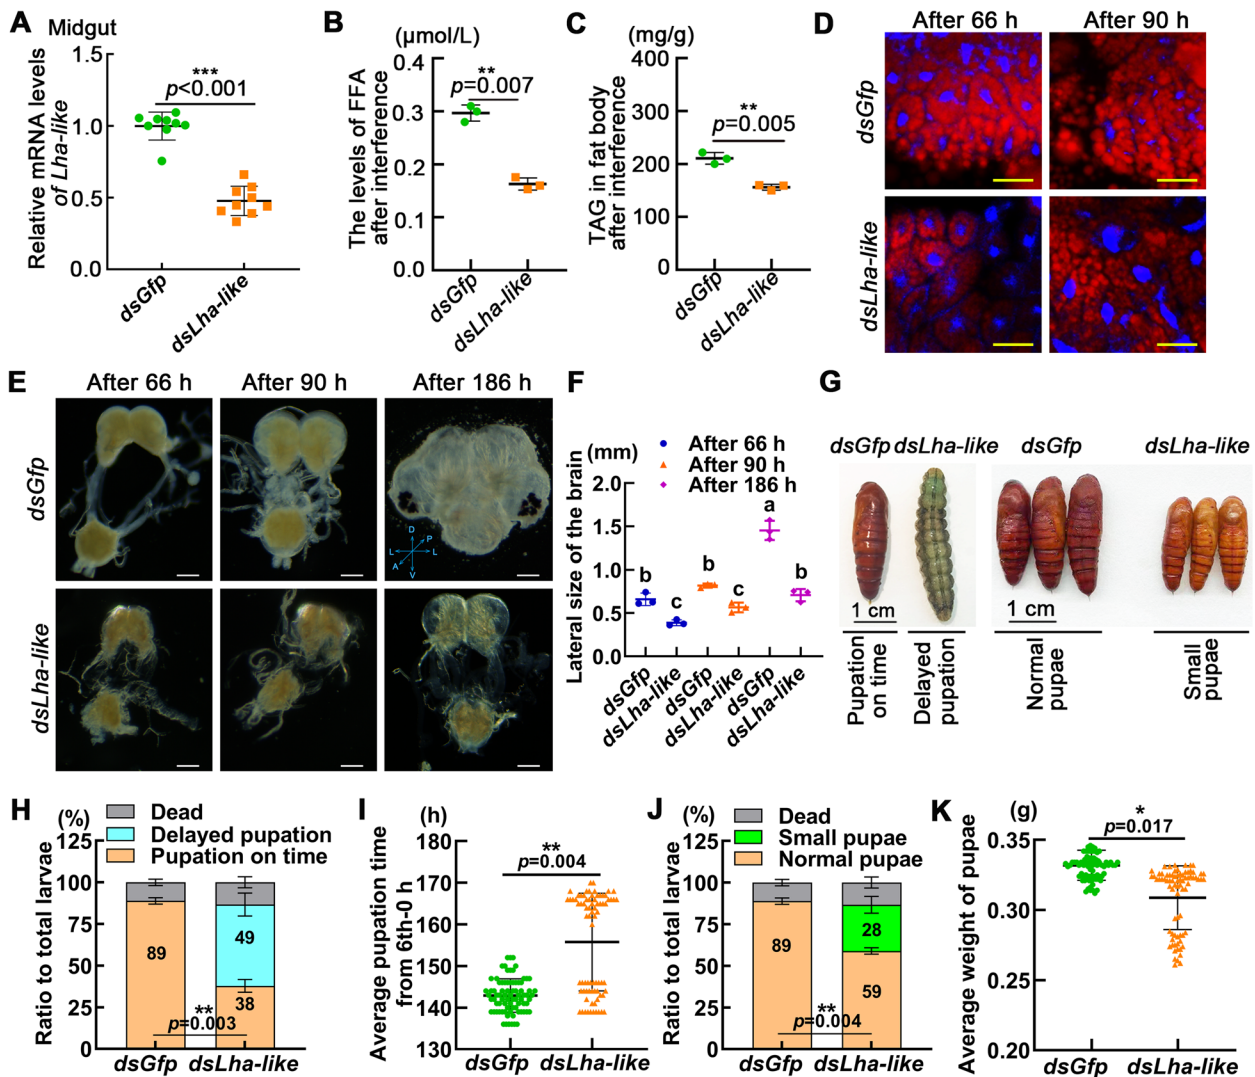 A
Midgut
Relative mRNA levels
of Lha-like
1.5
1.0
0.5
0.0
***
p<0.001
dsGfp
dsLha-like
B
(μmol/L)
The levels of FFA
after interference
0.4
0.3
0.2
0.1
0.0
**
p=0.007
dsGfp
dsLha-like
C
(mg/g)
TAG in fat body
after interference
400
300
200
100
0
**
p=0.005
dsGfp
dsLha-like
D
After 66 h
After 90 h
dsGfp
dsLha-like
E
After 66 h
After 90 h
After 186 h
dsGfp
dsLha-like
D
P
L
L
A
V
F
After 66 h
After 90 h
After 186 h
(mm)
Lateral size of the brain
2.0
1.5
1.0
0.5
0.0
b
c
b
c
a
b
dsGfp
dsLha-like
dsGfp
dsLha-like
dsGfp
dsLha-like
G
dsGfp
dsLha-like
dsGfp
dsLha-like
1 cm
1 cm
Pupation
on time
Delayed
pupation
Normal
pupae
Small
pupae
H
(%)
Dead
Delayed pupation
Pupation on time
Ratio to total larvae
125
100
75
50
25
0
89
49
38
**
p=0.003
dsGfp
dsLha-like
I
(h)
Average pupation time
from 6th-0 h
180
170
160
150
140
130
**
p=0.004
dsGfp
dsLha-like
J
(%)
Dead
Small pupae
Normal pupae
Ratio to total larvae
125
100
75
50
25
0
89
28
59
**
p=0.004
dsGfp
dsLha-like
K
(g)
Average weight of pupae
0.35
0.30
0.25
0.20
*
p=0.017
dsGfp
dsLha-like